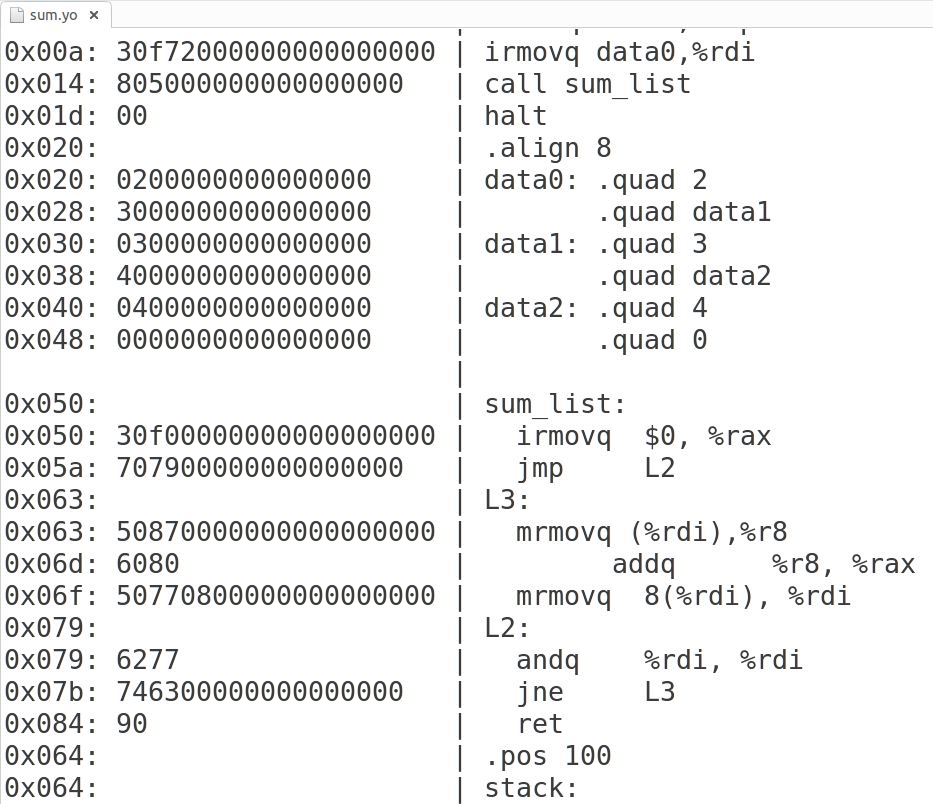 sum.yo ×
0x00a: 30f72000000000000000 | irmovq data0,%rdi
0x014: 805000000000000000   | call sum_list
0x01d: 00                   | halt
0x020:                      | .align 8
0x020: 0200000000000000     | data0: .quad 2
0x028: 3000000000000000     |        .quad data1
0x030: 0300000000000000     | data1: .quad 3
0x038: 4000000000000000     |        .quad data2
0x040: 0400000000000000     | data2: .quad 4
0x048: 0000000000000000     |        .quad 0
                            |
0x050:                      | sum_list:
0x050: 30f00000000000000000 |   irmovq  $0, %rax
0x05a: 707900000000000000   |   jmp     L2
0x063:                      | L3:
0x063: 50870000000000000000 |   mrmovq (%rdi),%r8
0x06d: 6080                 |         addq      %r8, %rax
0x06f: 50770800000000000000 |   mrmovq  8(%rdi), %rdi
0x079:                      | L2:
0x079: 6277                 |   andq    %rdi, %rdi
0x07b: 746300000000000000   |   jne     L3
0x084: 90                   |   ret
0x064:                      | .pos 100
0x064:                      | stack: